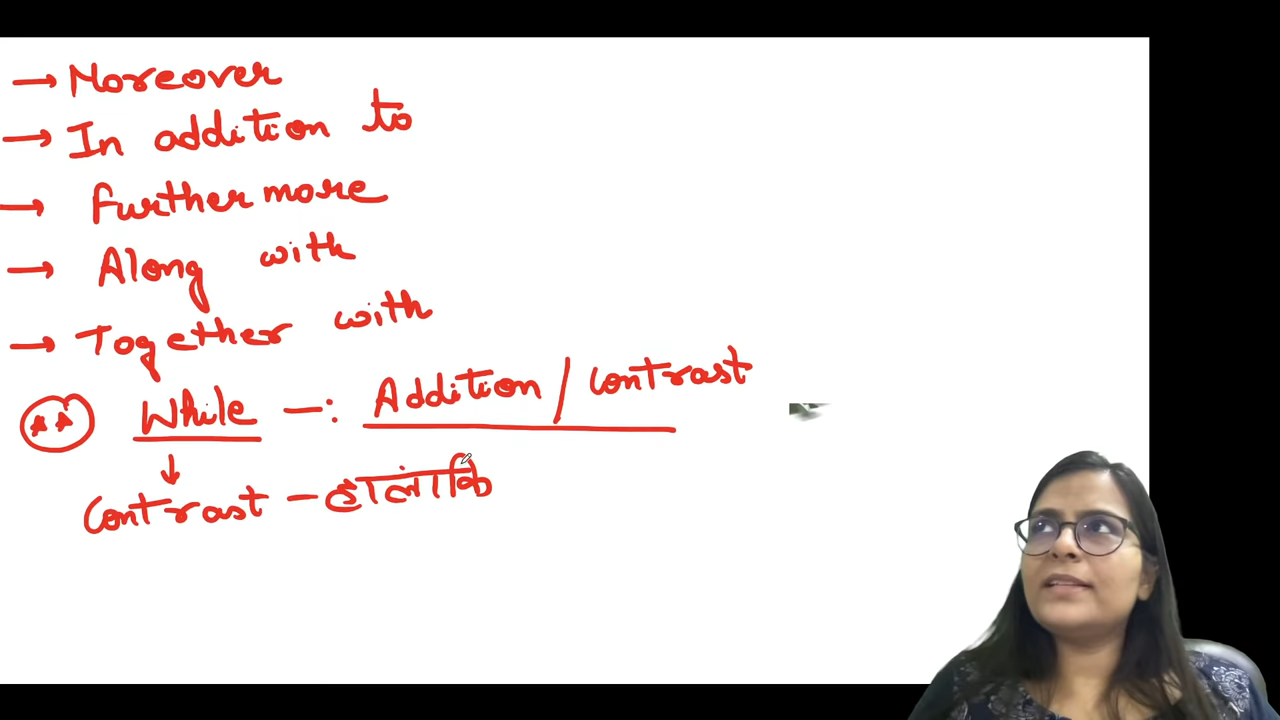 → Moreover
→ In addition to
→ Furthermore
→ Along with
→ Together with
** While -: Addition / contrast
↓
Contrast - हालांकि